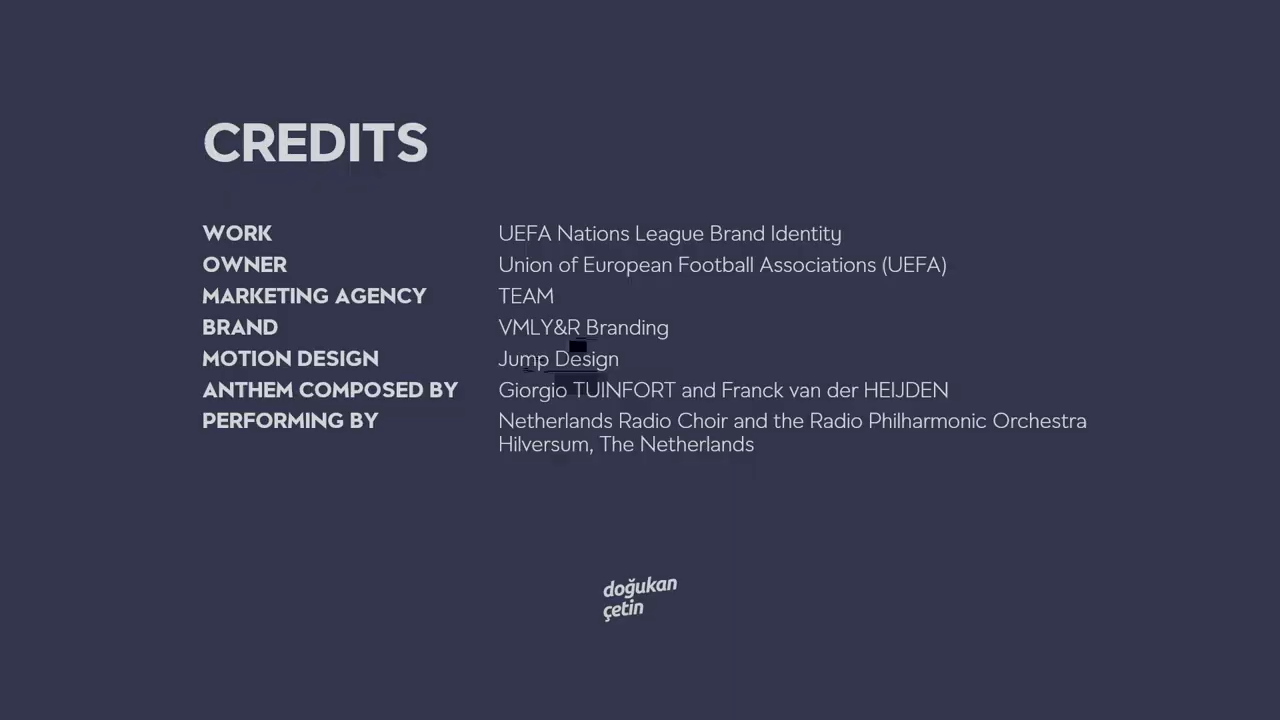 CREDITS
WORK UEFA Nations League Brand Identity
OWNER Union of European Football Associations (UEFA)
MARKETING AGENCY TEAM
BRAND VMLY&R Branding
MOTION DESIGN Jump Design
ANTHEM COMPOSED BY Giorgio TUINFORT and Franck van der HEIJDEN
PERFORMING BY Netherlands Radio Choir and the Radio Philharmonic Orchestra
Hilversum, The Netherlands
doğukan
çetin